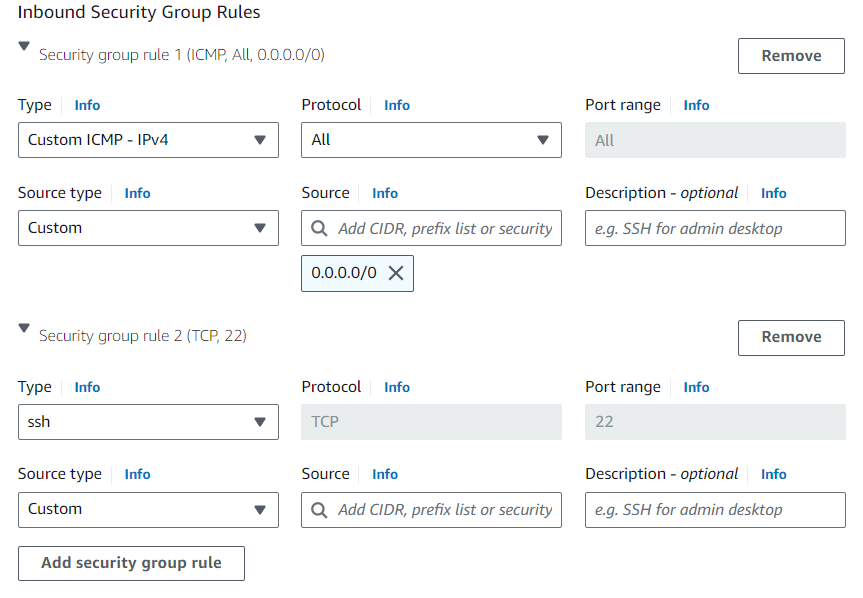 Inbound Security Group Rules
Security group rule 1 (ICMP, All, 0.0.0.0/0)
Remove
Type Info Protocol Info Port range Info
Custom ICMP - IPv4 All All
Source type Info Source Info Description - optional Info
Custom Add CIDR, prefix list or security e.g. SSH for admin desktop
0.0.0.0/0
Security group rule 2 (TCP, 22)
Remove
Type Info Protocol Info Port range Info
ssh TCP 22
Source type Info Source Info Description - optional Info
Custom Add CIDR, prefix list or security e.g. SSH for admin desktop
Add security group rule